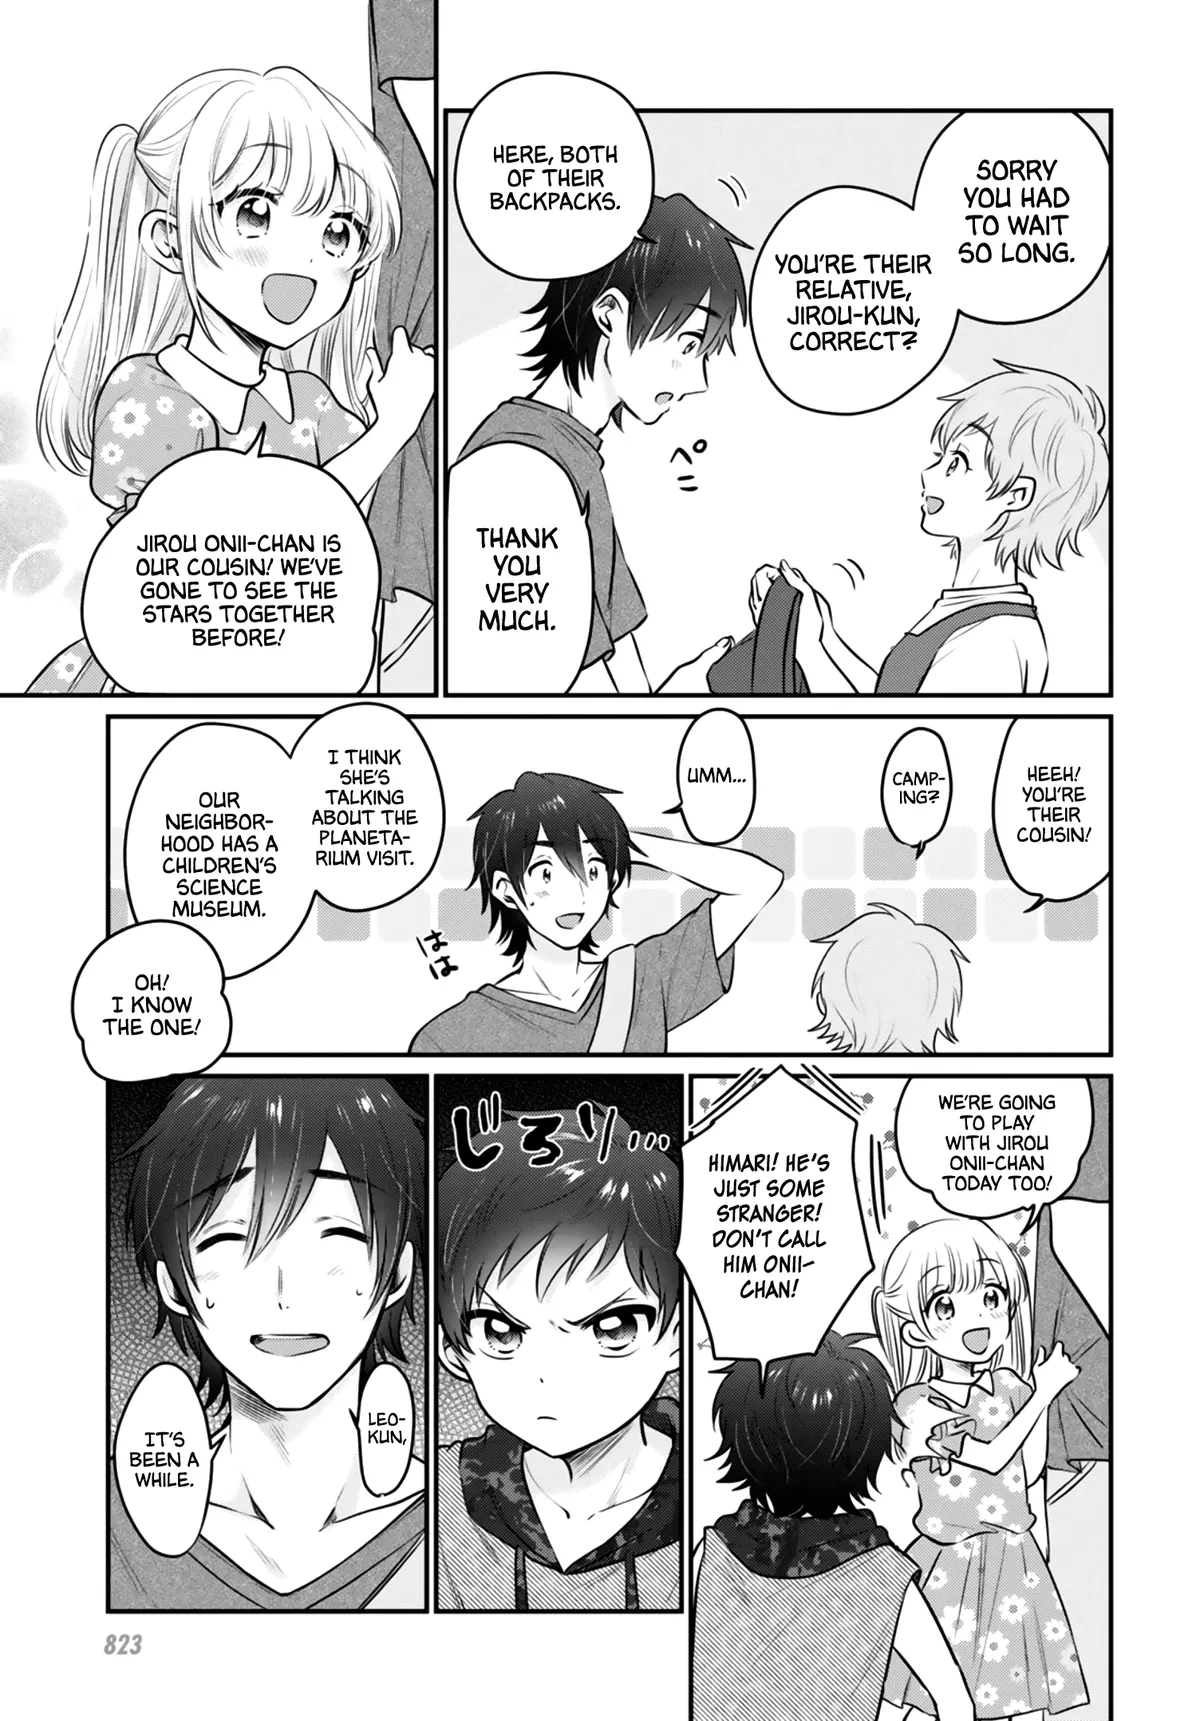 SORRY
YOU HAD
TO WAIT
SO LONG.
YOU'RE THEIR
RELATIVE,
JIROU-KUN,
CORRECT?
HERE, BOTH
OF THEIR
BACKPACKS.
ペコ
THANK
YOU
VERY
MUCH.
JIROU ONII-CHAN IS
OUR COUSIN! WE'VE
GONE TO SEE THE
STARS TOGETHER
BEFORE!
HEEH!
YOU'RE
THEIR
COUSIN!
CAMP-
ING?
UMM...
はは
I THINK
SHE'S
TALKING
ABOUT THE
PLANETA-
RIUM VISIT.
OUR
NEIGHBOR-
HOOD HAS A
CHILDREN'S
SCIENCE
MUSEUM.
OH!
I KNOW
THE ONE!
WE'RE GOING
TO PLAY
WITH JIROU
ONII-CHAN
TODAY TOO!
HIMARI! HE'S
JUST SOME
STRANGER!
DON'T CALL
HIM ONII-
CHAN!
じろり…
LEO-
KUN,
IT'S
BEEN A
WHILE.
823